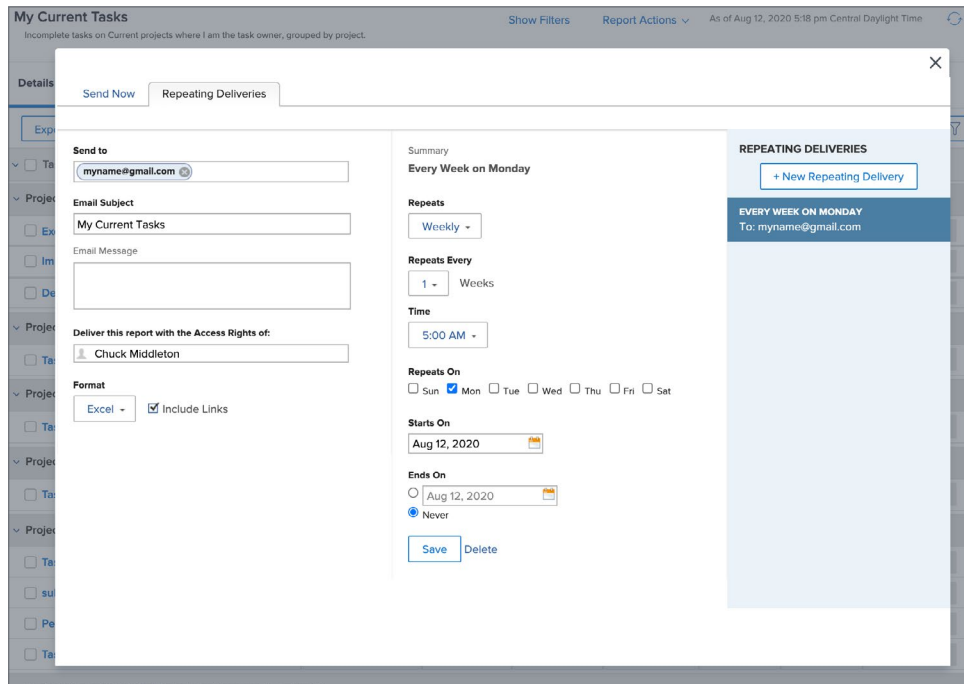 My Current Tasks
Show Filters
Report Actions
As of Aug 12, 2020 5:18 pm Central Daylight Time
Incomplete tasks on Current projects where I am the task owner, grouped by project.
Details
Send Now
Repeating Deliveries
Send to
myname@gmail.com
Email Subject
My Current Tasks
Email Message
Deliver this report with the Access Rights of:
Chuck Middleton
Format
Excel
Include Links
Summary
Every Week on Monday
Repeats
Weekly
Repeats Every
1 Weeks
Time
5:00 AM
Repeats On
Sun Mon Tue Wed Thu Fri Sat
Starts On
Aug 12, 2020
Ends On
Aug 12, 2020
Never
Save Delete
REPEATING DELIVERIES
+ New Repeating Delivery
EVERY WEEK ON MONDAY
To: myname@gmail.com